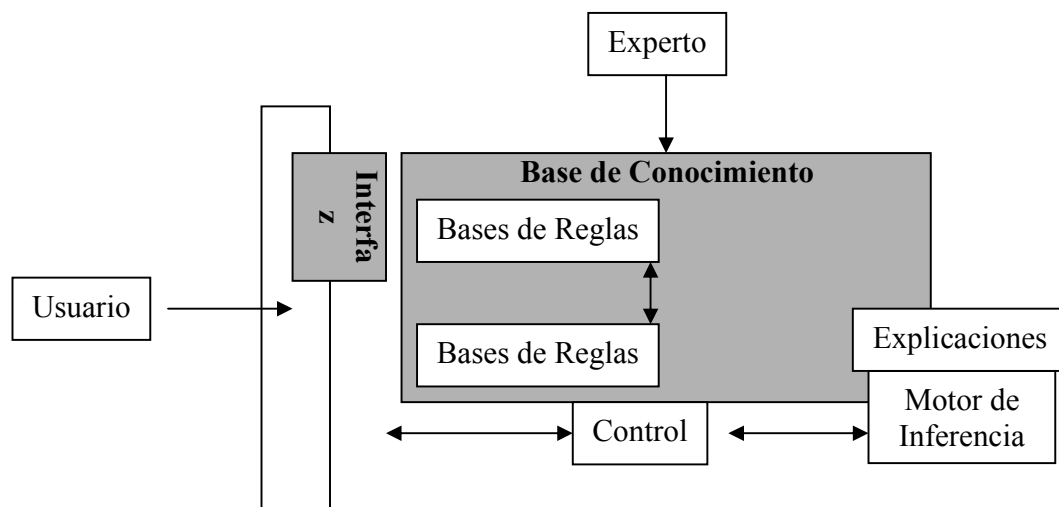 Experto
Base de Conocimiento
Interfa
z
Bases de Reglas
Usuario
Bases de Reglas
Explicaciones
Control
Motor de
Inferencia